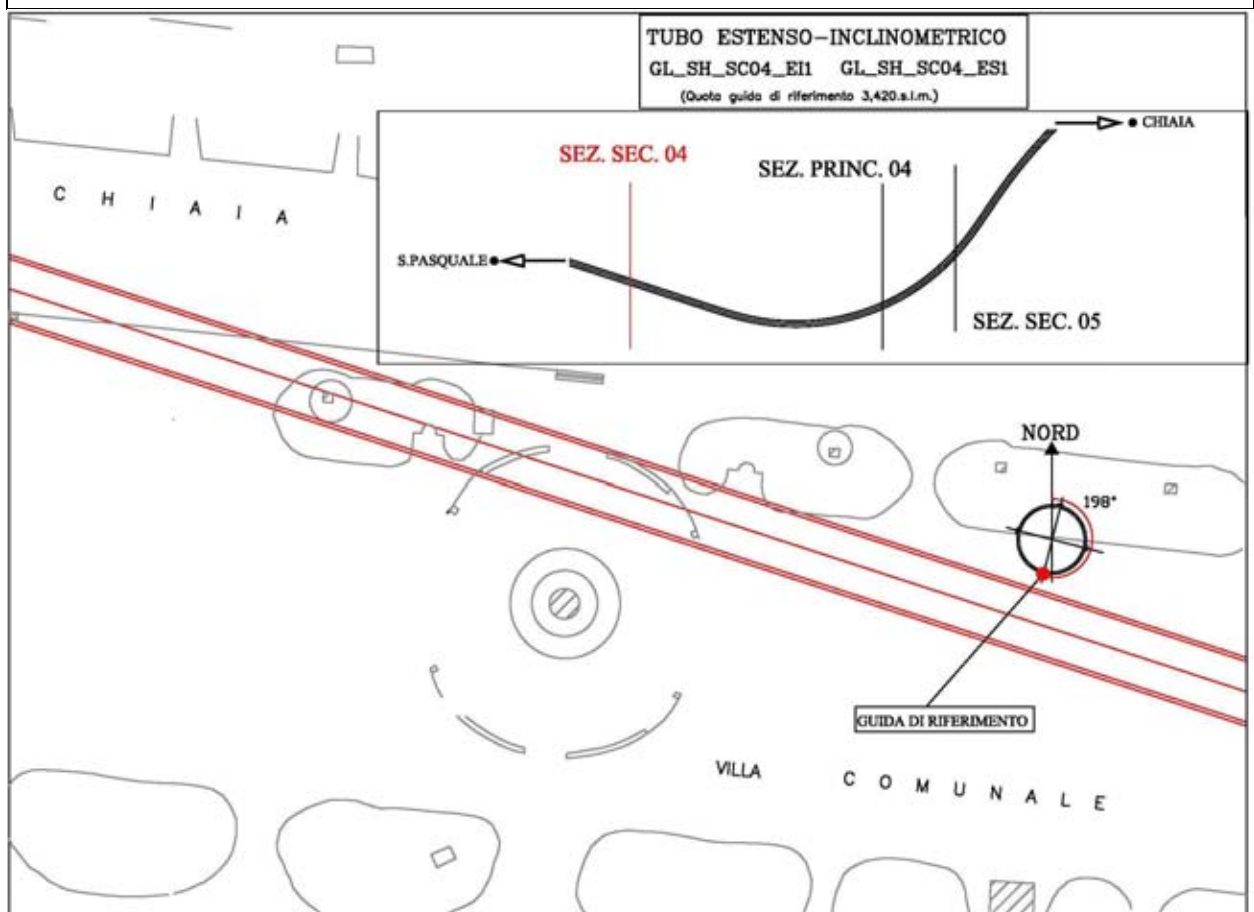 TUBO ESTENSO-INCLINOMETRICO
GL_SH_SC04_EI1 GL_SH_SC04_ES1
(Quota guida di riferimento 3,420.s.l.m.)
CHIAIA
SEZ. SEC. 04
SEZ. PRINC. 04
C H I A I A
S.PASQUALE
SEZ. SEC. 05
NORD
198°
GUIDA DI RIFERIMENTO
VILLA C O M U N A L E